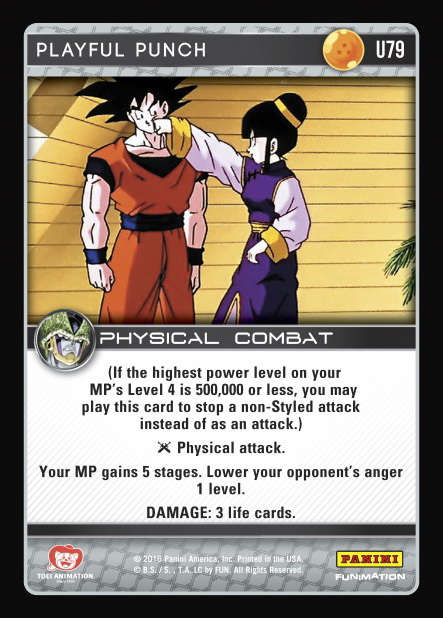 PLAYFUL PUNCH
U79
PHYSICAL COMBAT
(If the highest power level on your
MP's Level 4 is 500,000 or less, you may
play this card to stop a non-Styled attack
instead of as an attack.)
Physical attack.
Your MP gains 5 stages. Lower your opponent's anger
1 level.
DAMAGE: 3 life cards.
TOEI ANIMATION
© 2016 Panini America, Inc. Printed in the USA.
© B.S. / S. , T.A. LC by FUN. All Rights Reserved.
PANINI
FUNIMATION